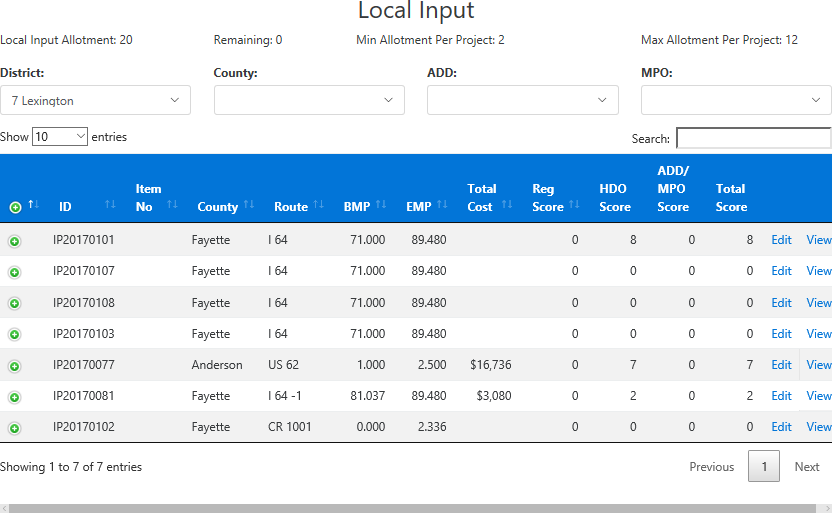 Local Input
Local Input Allotment: 20 Remaining: 0 Min Allotment Per Project: 2 Max Allotment Per Project: 12
District: County: ADD: MPO:
7 Lexington
Show 10 entries Search:
ID Item No County Route BMP EMP Total Cost Reg Score HDO Score ADD/ MPO Score Total Score
IP20170101 Fayette I 64 71.000 89.480 0 8 0 8 Edit View
IP20170107 Fayette I 64 71.000 89.480 0 0 0 0 Edit View
IP20170108 Fayette I 64 71.000 89.480 0 0 0 0 Edit View
IP20170103 Fayette I 64 71.000 89.480 0 0 0 0 Edit View
IP20170077 Anderson US 62 1.000 2.500 $16,736 0 7 0 7 Edit View
IP20170081 Fayette I 64 -1 81.037 89.480 $3,080 0 2 0 2 Edit View
IP20170102 Fayette CR 1001 0.000 2.336 0 0 0 0 Edit View
Showing 1 to 7 of 7 entries Previous 1 Next